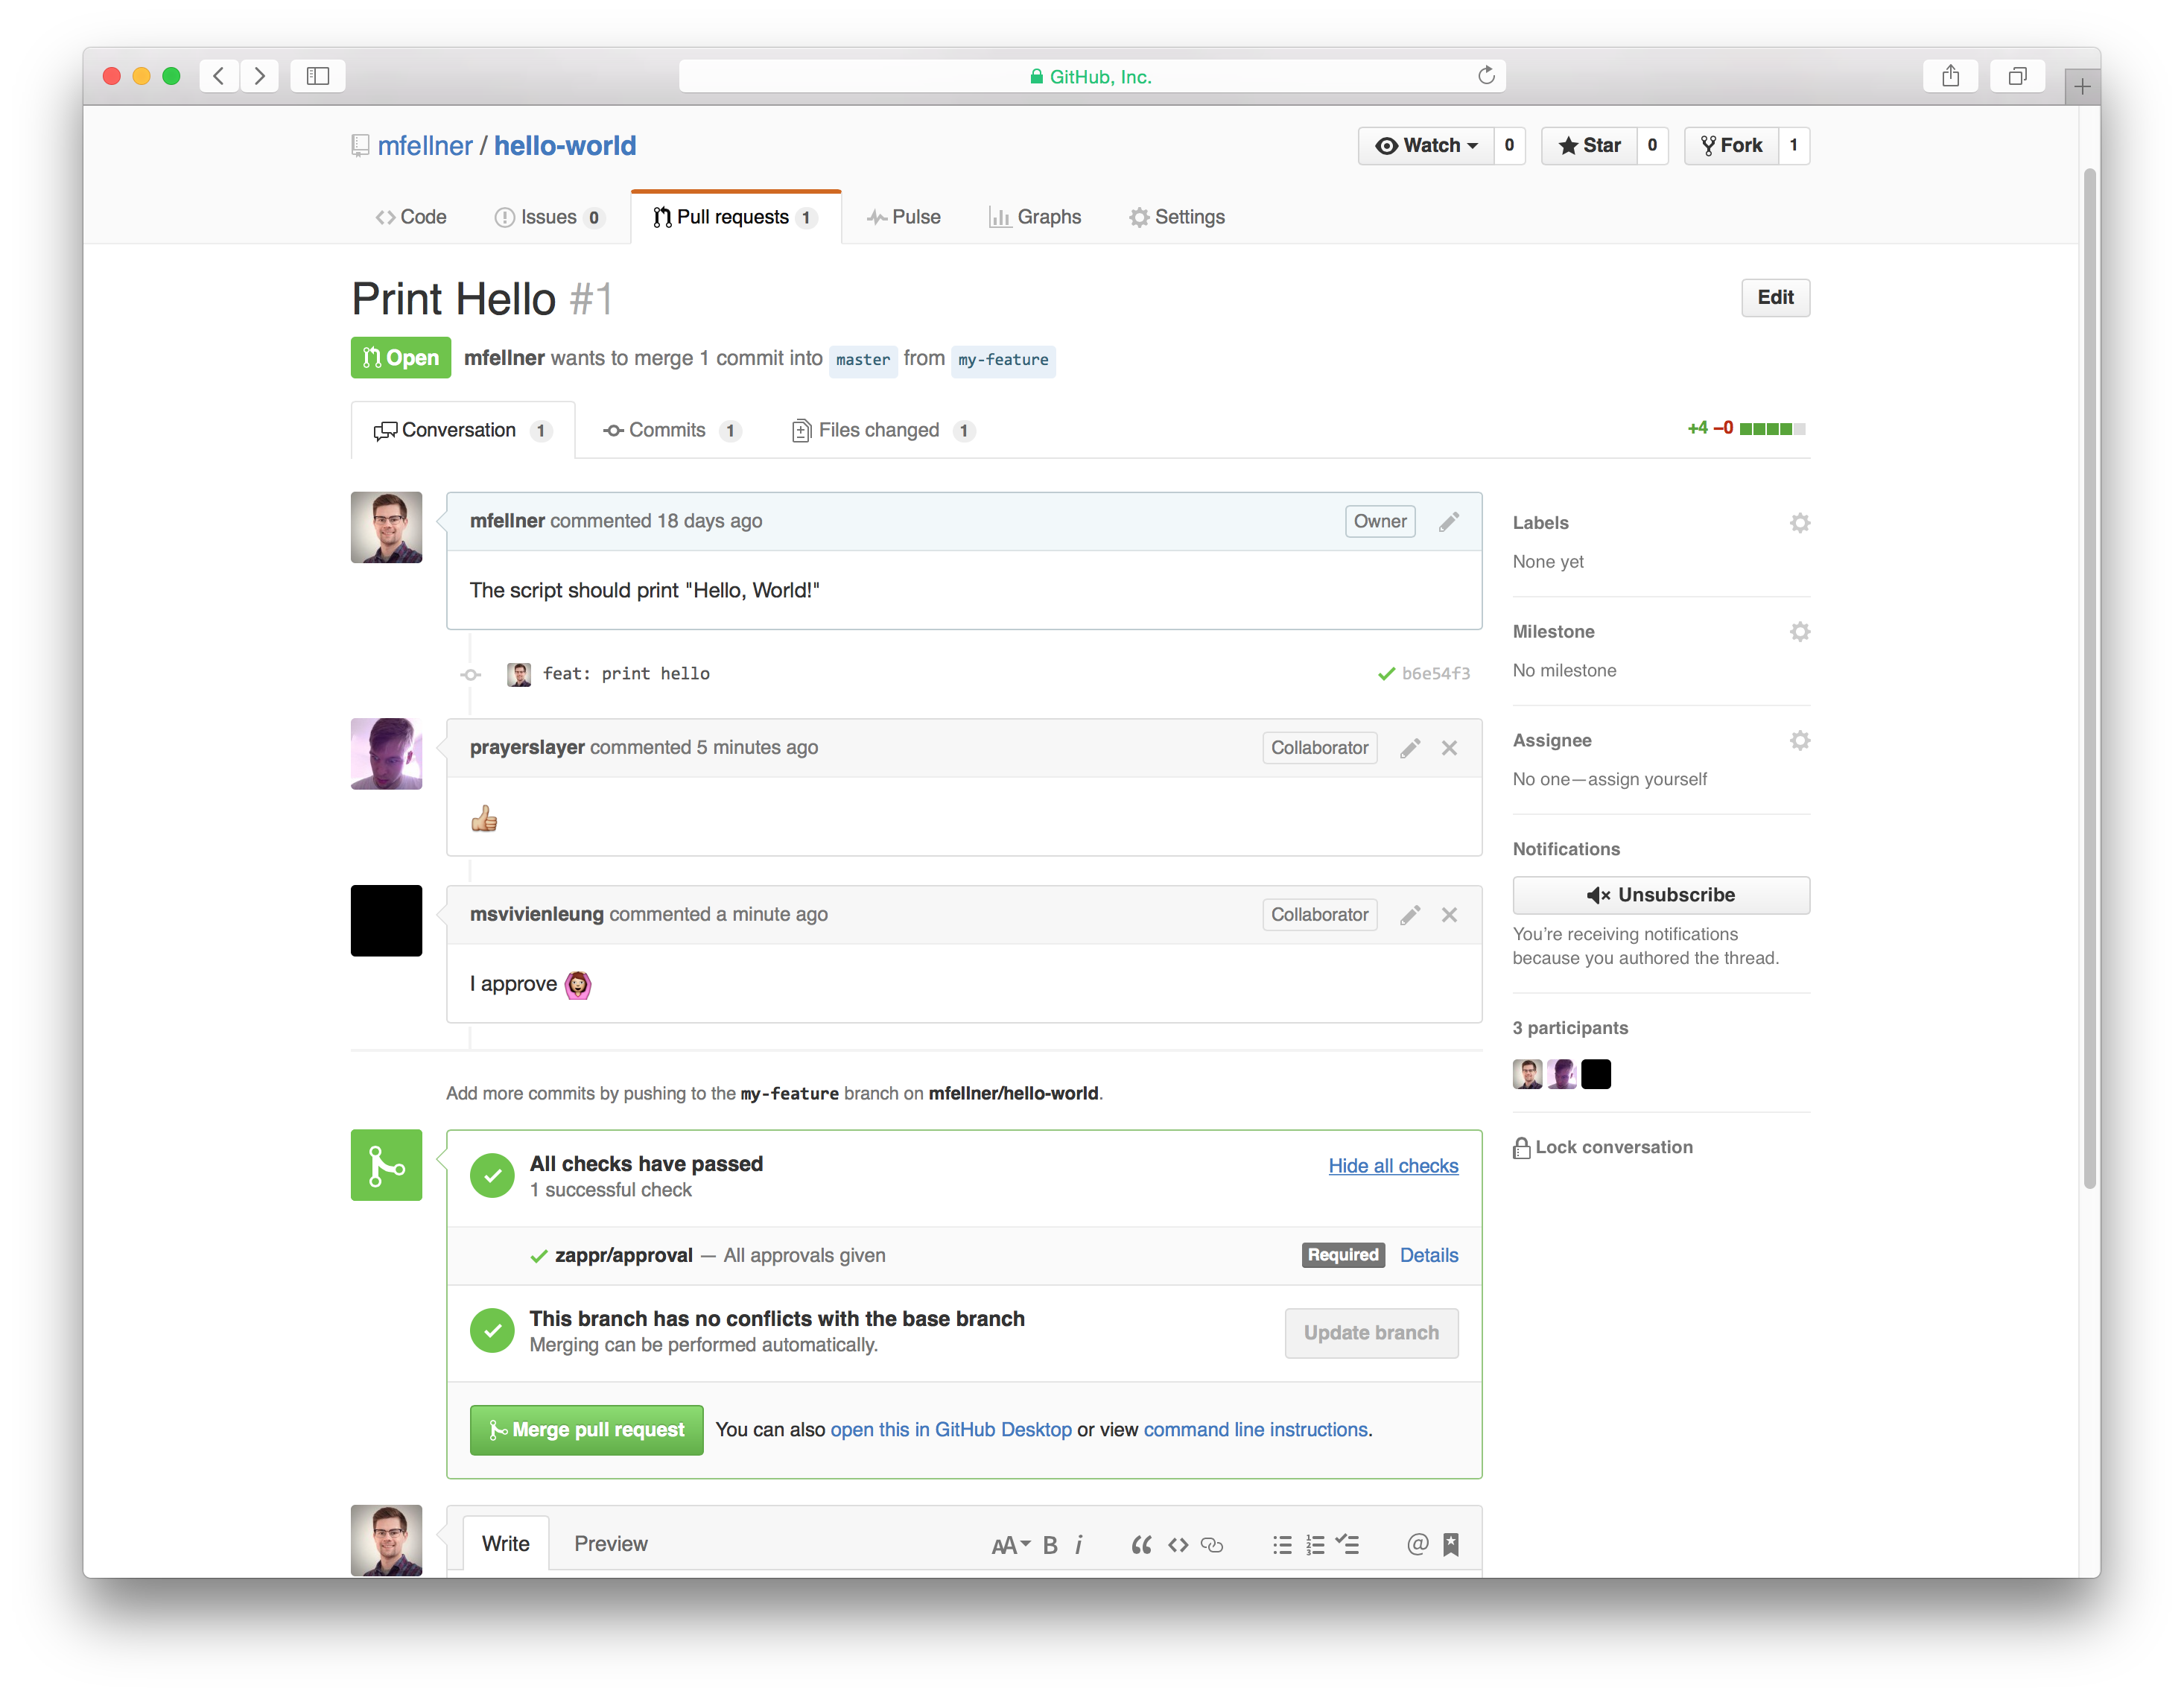 GitHub, Inc.
mfellner / hello-world
Watch 0 Star 0 Fork 1
Code Issues 0 Pull requests 1 Pulse Graphs Settings
Print Hello #1
Edit
Open mfellner wants to merge 1 commit into master from my-feature
Conversation 1 Commits 1 Files changed 1
+4 −0
mfellner commented 18 days ago
Owner
The script should print "Hello, World!"
feat: print hello
b6e54f3
prayerslayer commented 5 minutes ago
Collaborator
👍
msvivienleung commented a minute ago
Collaborator
I approve 🙆
Add more commits by pushing to the my-feature branch on mfellner/hello-world.
All checks have passed
1 successful check
Hide all checks
zappr/approval — All approvals given
Required Details
This branch has no conflicts with the base branch
Merging can be performed automatically.
Update branch
Merge pull request You can also open this in GitHub Desktop or view command line instructions.
Write Preview
AA B i
Labels
None yet
Milestone
No milestone
Assignee
No one—assign yourself
Notifications
Unsubscribe
You’re receiving notifications
because you authored the thread.
3 participants
Lock conversation